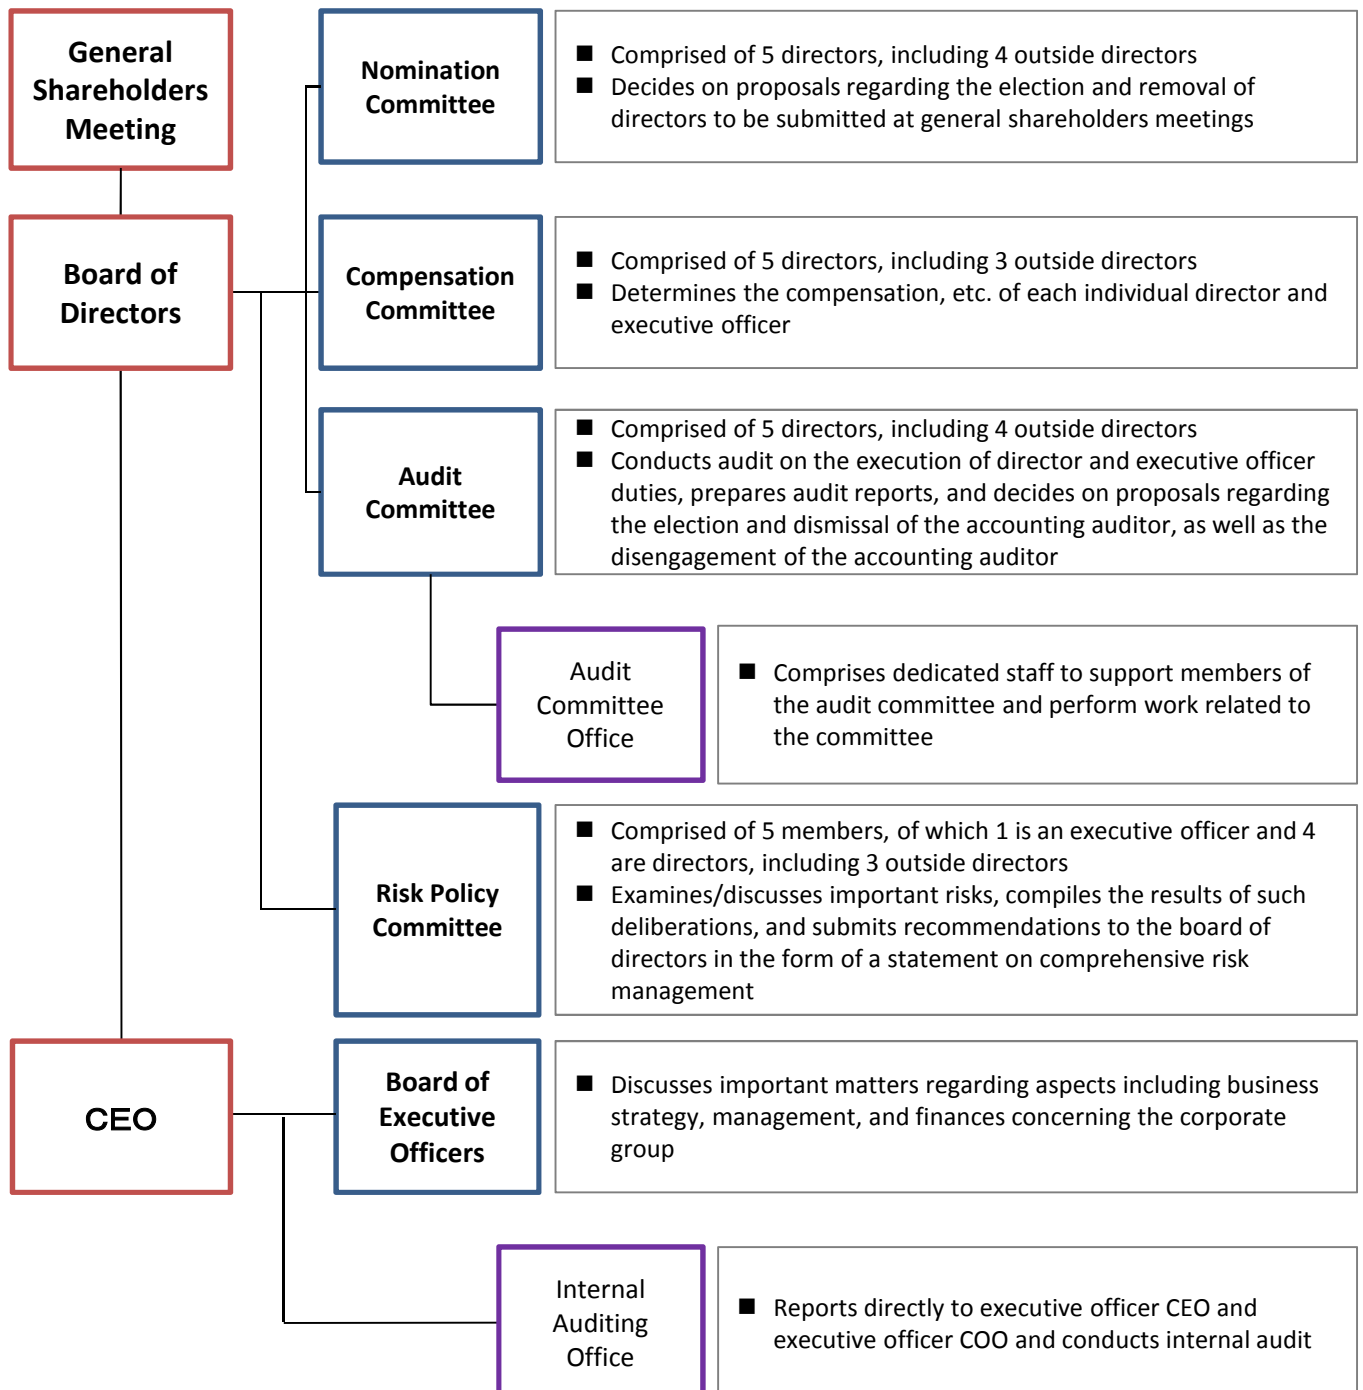 General
Shareholders
Meeting
Nomination
Committee
■ Comprised of 5 directors, including 4 outside directors
■ Decides on proposals regarding the election and removal of
directors to be submitted at general shareholders meetings
Board of
Directors
Compensation
Committee
■ Comprised of 5 directors, including 3 outside directors
■ Determines the compensation, etc. of each individual director and
executive officer
Audit
Committee
■ Comprised of 5 directors, including 4 outside directors
■ Conducts audit on the execution of director and executive officer
duties, prepares audit reports, and decides on proposals regarding
the election and dismissal of the accounting auditor, as well as the
disengagement of the accounting auditor
Audit
Committee
Office
■ Comprises dedicated staff to support members of
the audit committee and perform work related to
the committee
Risk Policy
Committee
■ Comprised of 5 members, of which 1 is an executive officer and 4
are directors, including 3 outside directors
■ Examines/discusses important risks, compiles the results of such
deliberations, and submits recommendations to the board of
directors in the form of a statement on comprehensive risk
management
CEO
Board of
Executive
Officers
■ Discusses important matters regarding aspects including business
strategy, management, and finances concerning the corporate
group
Internal
Auditing
Office
■ Reports directly to executive officer CEO and
executive officer COO and conducts internal audit